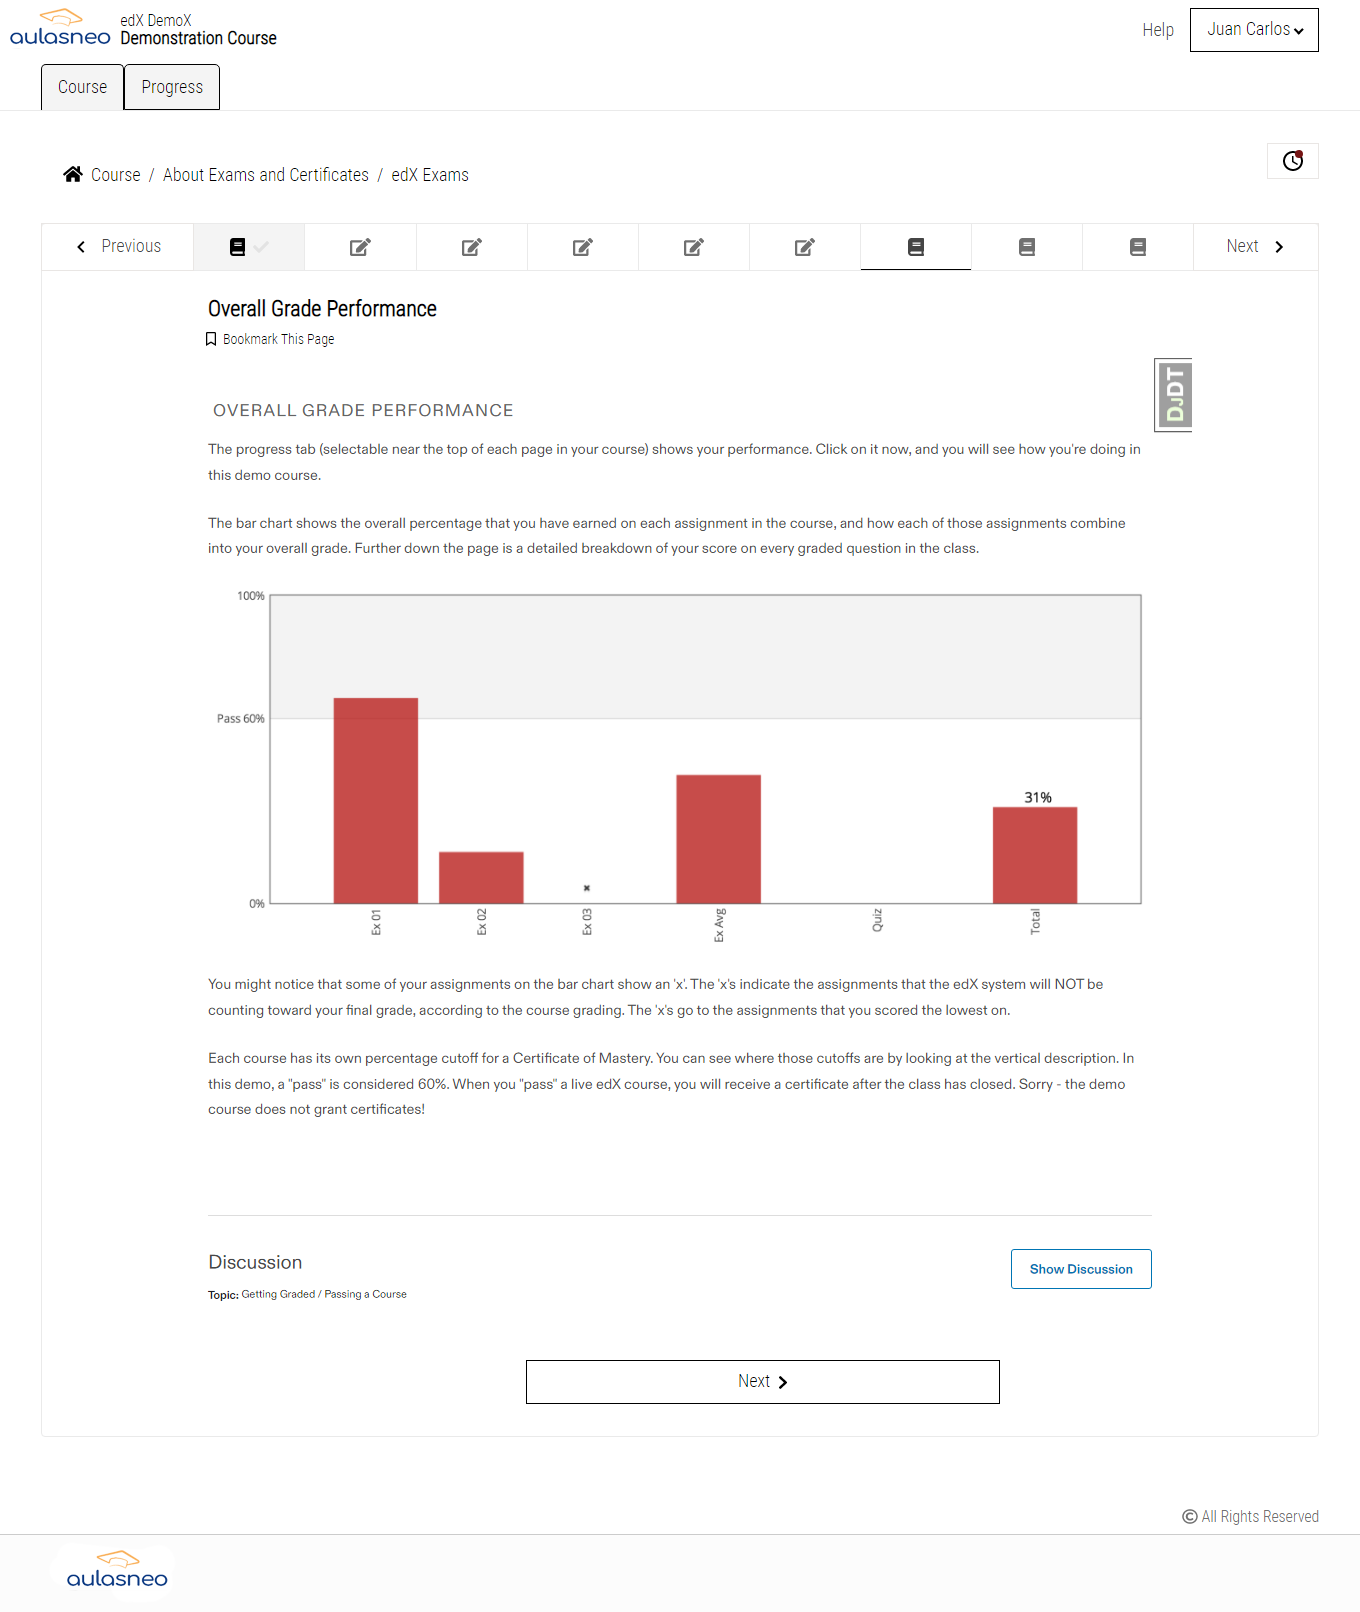 aulasneo
edX DemoX
Demonstration Course
Help
Juan Carlos
Course
Progress
Course / About Exams and Certificates / edX Exams
Previous
Next
Overall Grade Performance
Bookmark This Page
DJDT
OVERALL GRADE PERFORMANCE
The progress tab (selectable near the top of each page in your course) shows your performance. Click on it now, and you will see how you're doing in
this demo course.
The bar chart shows the overall percentage that you have earned on each assignment in the course, and how each of those assignments combine
into your overall grade. Further down the page is a detailed breakdown of your score on every graded question in the class.
100%
Pass 60%
31%
x
0%
Ex 01
Ex 02
Ex 03
Ex Avg
Quiz
Total
You might notice that some of your assignments on the bar chart show an 'x'. The 'x's indicate the assignments that the edX system will NOT be
counting toward your final grade, according to the course grading. The 'x's go to the assignments that you scored the lowest on.
Each course has its own percentage cutoff for a Certificate of Mastery. You can see where those cutoffs are by looking at the vertical description. In
this demo, a "pass" is considered 60%. When you "pass" a live edX course, you will receive a certificate after the class has closed. Sorry - the demo
course does not grant certificates!
Discussion
Show Discussion
Topic: Getting Graded / Passing a Course
Next
© All Rights Reserved
aulasneo